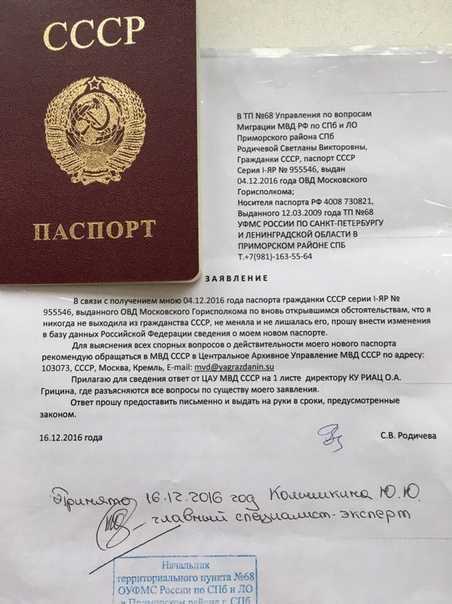 СССР
ПАСПОРТ
В ТП №68 Управления по вопросам
Миграции МВД РФ по СПб и ЛО
Приморского района СПб
Родичевой Светланы Викторовны,
Гражданки СССР, паспорт СССР
Серия I-ЯР № 955546, выдан
04.12.2016 года ОВД Московского
Горисполкома;
Носителя паспорта РФ 4008 730821,
Выданного 12.03.2009 года ТП №68
УФМС РОССИИ ПО САНКТ-ПЕТЕРБУРГУ
И ЛЕНИНГРАДСКОЙ ОБЛАСТИ В
ПРИМОРСКОМ РАЙОНЕ СПБ
Т.+7(981)-163-55-64
ЗАЯВЛЕНИЕ
В связи с получением мною 04.12.2016 года паспорта гражданки СССР серии I-ЯР №
955546, выданного ОВД Московского Горисполкома по вновь открывшимся обстоятельствам, что я
никогда не выходила из гражданства СССР, не меняла и не лишалась его, прошу внести изменения
в базу данных Российской Федерации сведения о моем новом паспорте.
Для выяснения всех спорных вопросов о действительности моего нового паспорта
рекомендую обращаться в МВД СССР в Центральное Архивное Управление МВД СССР по адресу:
103073, СССР, Москва, Кремль, E-mail: mvd@yagrazdanin.su
Прилагаю для сведения ответ от ЦАУ МВД СССР на 1 листе директору КУ РИАЦ О.А.
Грицина, где разъясняются все вопросы по существу моего заявления.
Ответ прошу предоставить письменно и выдать на руки в сроки, предусмотренные
законом.
16.12.2016 года
С.В. Родичева
Принято 16.12.2016 год Калишкина Ю.Ю.
главный специалист-эксперт
Начальник
территориального пункта №68
ОУФМС России по СПб и ЛО
в Приморском районе г. СПб